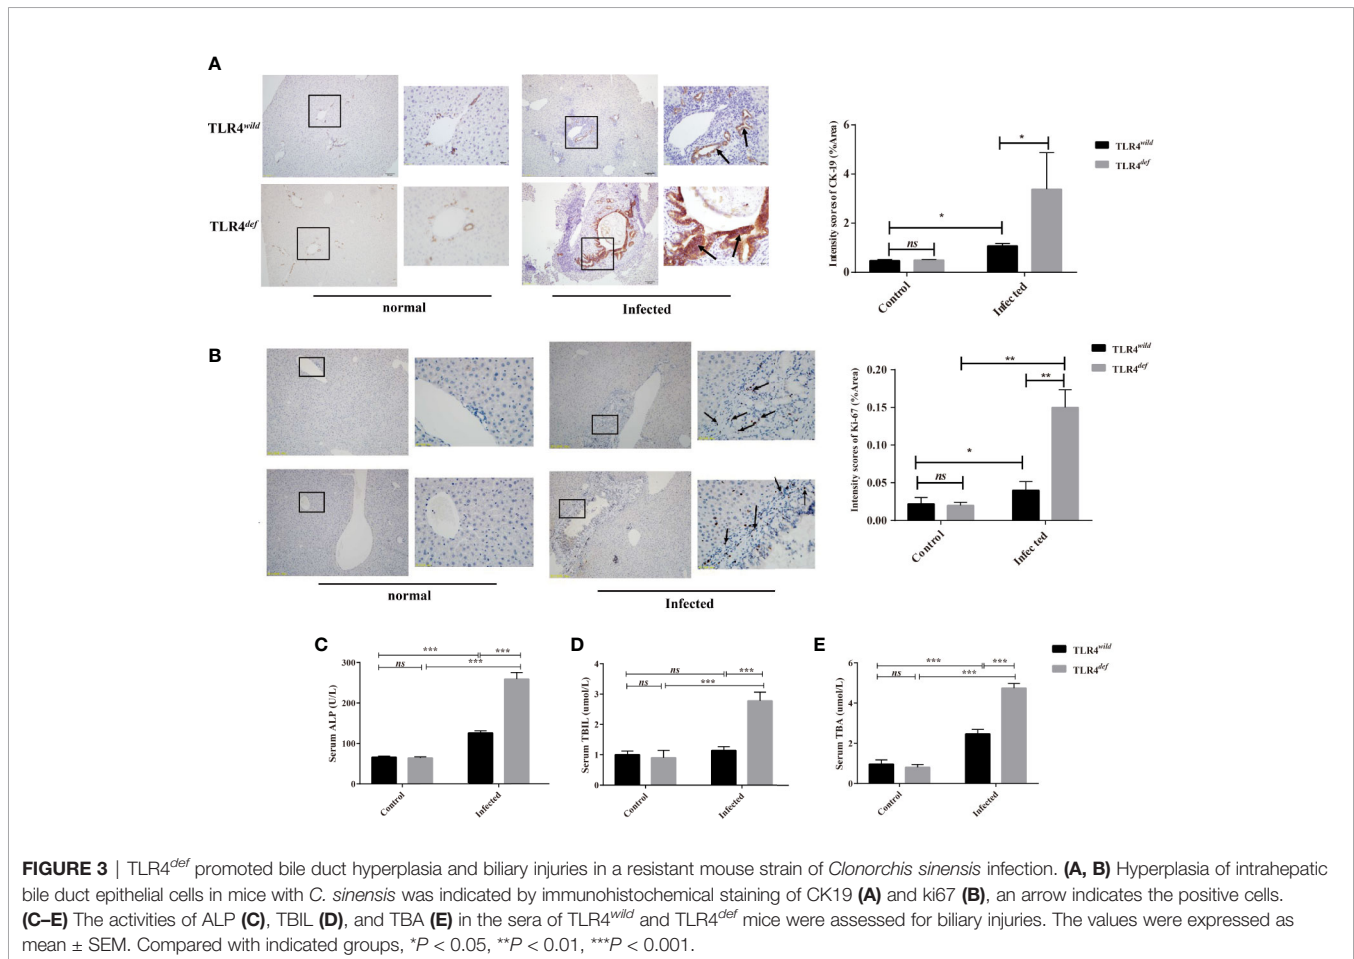 A
TLR4wild
TLR4def
normal
Infected
Intensity scores of CK-19 (%Area)
6
4
2
0
*
*
ns
Control
Infected
TLR4wild
TLR4def
B
normal
Infected
Intensity scores of Ki-67 (%Area)
0.20
0.15
0.10
0.05
0.00
**
**
*
ns
Control
Infected
TLR4wild
TLR4def
C
Serum ALP (U/L)
300
200
100
0
*** ***
ns ***
Control
Infected
D
Serum TBIL (umol/L)
4
3
2
1
0
ns ***
ns ***
Control
Infected
E
Serum TBA (umol/L)
6
4
2
0
*** ***
ns ***
Control
Infected
TLR4wild
TLR4def
FIGURE 3 | TLR4def promoted bile duct hyperplasia and biliary injuries in a resistant mouse strain of Clonorchis sinensis infection. (A, B) Hyperplasia of intrahepatic
bile duct epithelial cells in mice with C. sinensis was indicated by immunohistochemical staining of CK19 (A) and ki67 (B), an arrow indicates the positive cells.
(C–E) The activities of ALP (C), TBIL (D), and TBA (E) in the sera of TLR4wild and TLR4def mice were assessed for biliary injuries. The values were expressed as
mean ± SEM. Compared with indicated groups, *P < 0.05, **P < 0.01, ***P < 0.001.